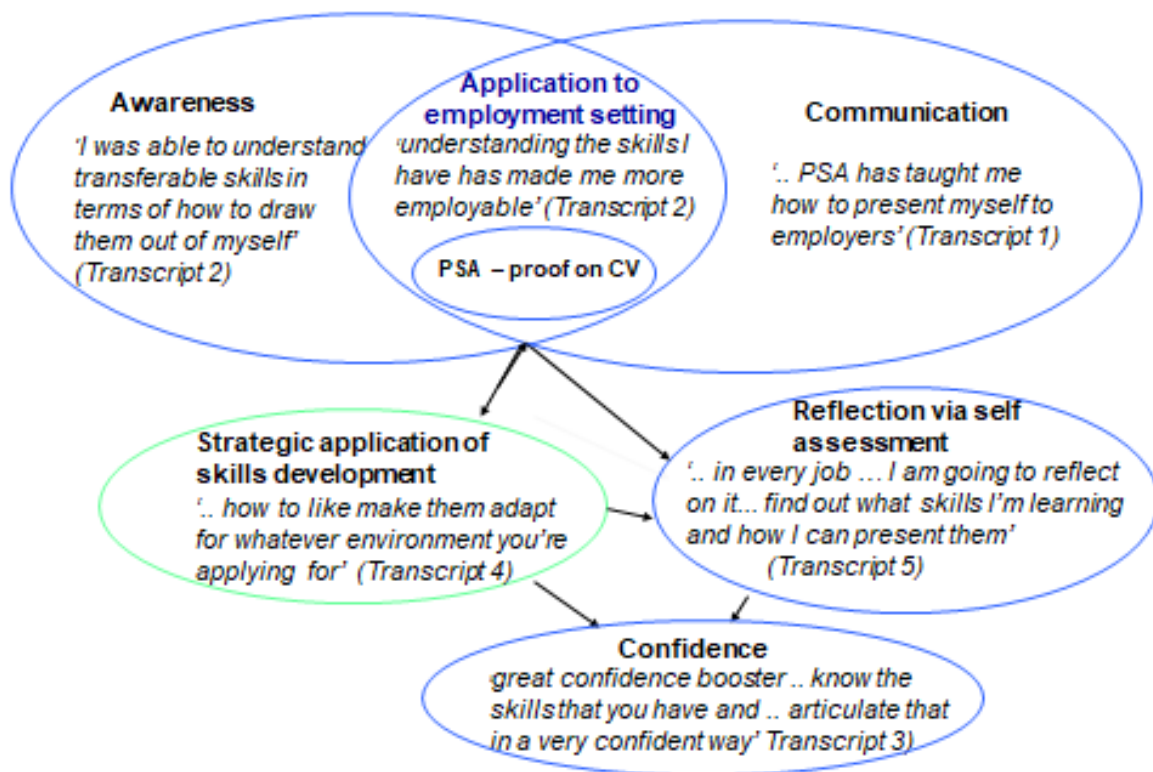 Awareness
'I was able to understand
transferable skills in
terms of how to draw
them out of myself'
(Transcript 2)
Application to
employment setting
'understanding the skills I
have has made me more
employable' (Transcript 2)
PSA – proof on CV
Communication
'.. PSA has taught me
how to present myself to
employers' (Transcript 1)
Strategic application of
skills development
'.. how to like make them adapt
for whatever environment you're
applying for' (Transcript 4)
Reflection via self
assessment
'.. in every job ... I am going to reflect
on it... find out what skills I'm learning
and how I can present them'
(Transcript 5)
Confidence
'great confidence booster .. know the
skills that you have and .. articulate that
in a very confident way' Transcript 3)